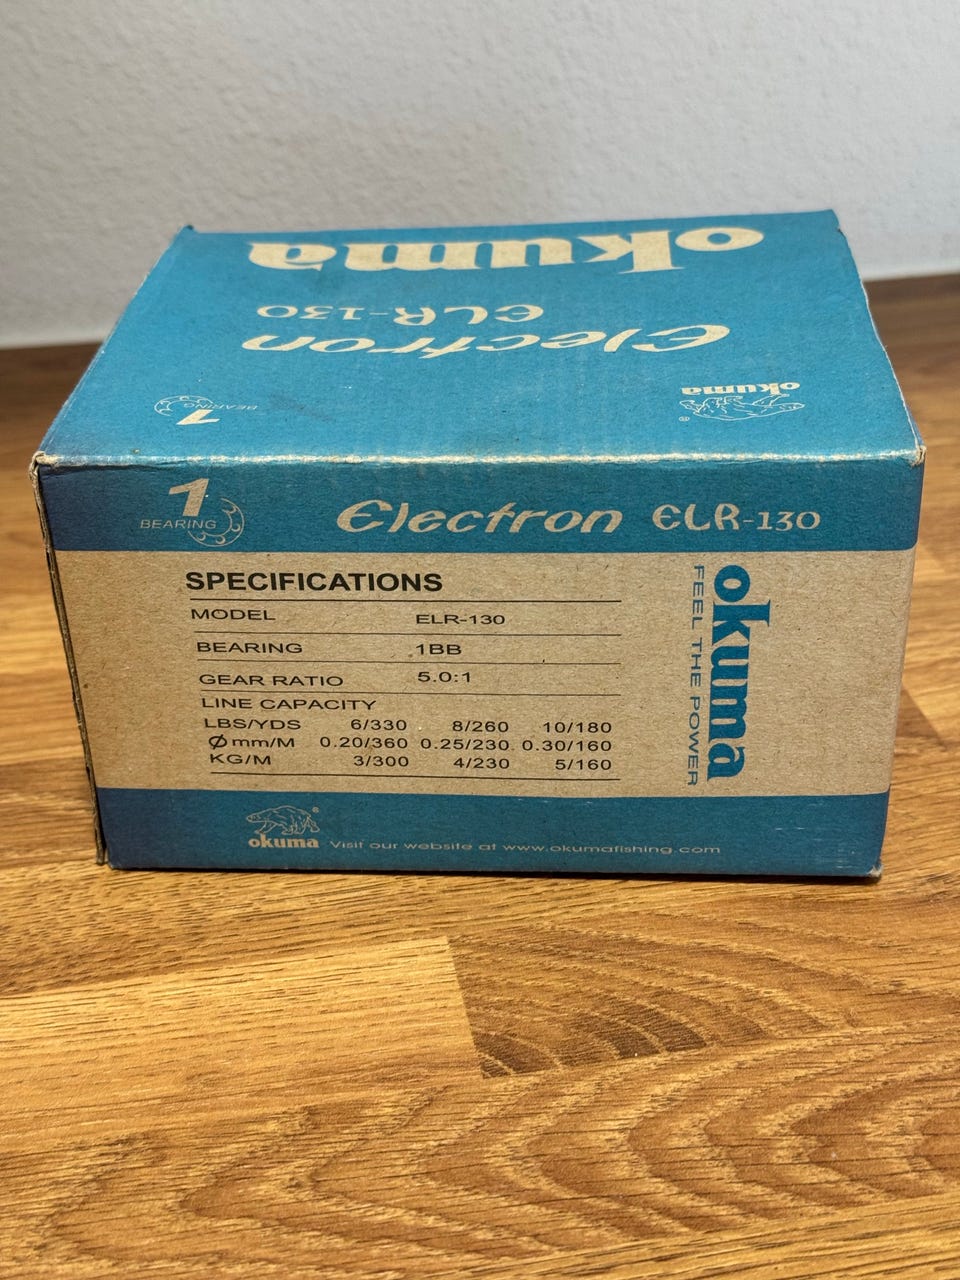 okuma
ELR-130
Electron
okuma
®
1
BEARING
1
BEARING
Electron ELR-130
SPECIFICATIONS
MODEL ELR-130
BEARING 1BB
GEAR RATIO 5.0:1
LINE CAPACITY
LBS/YDS 6/330 8/260 10/180
Ø mm/M 0.20/360 0.25/230 0.30/160
KG/M 3/300 4/230 5/160
okuma
FEEL THE POWER
®
okuma Visit our website at www.okumafishing.com